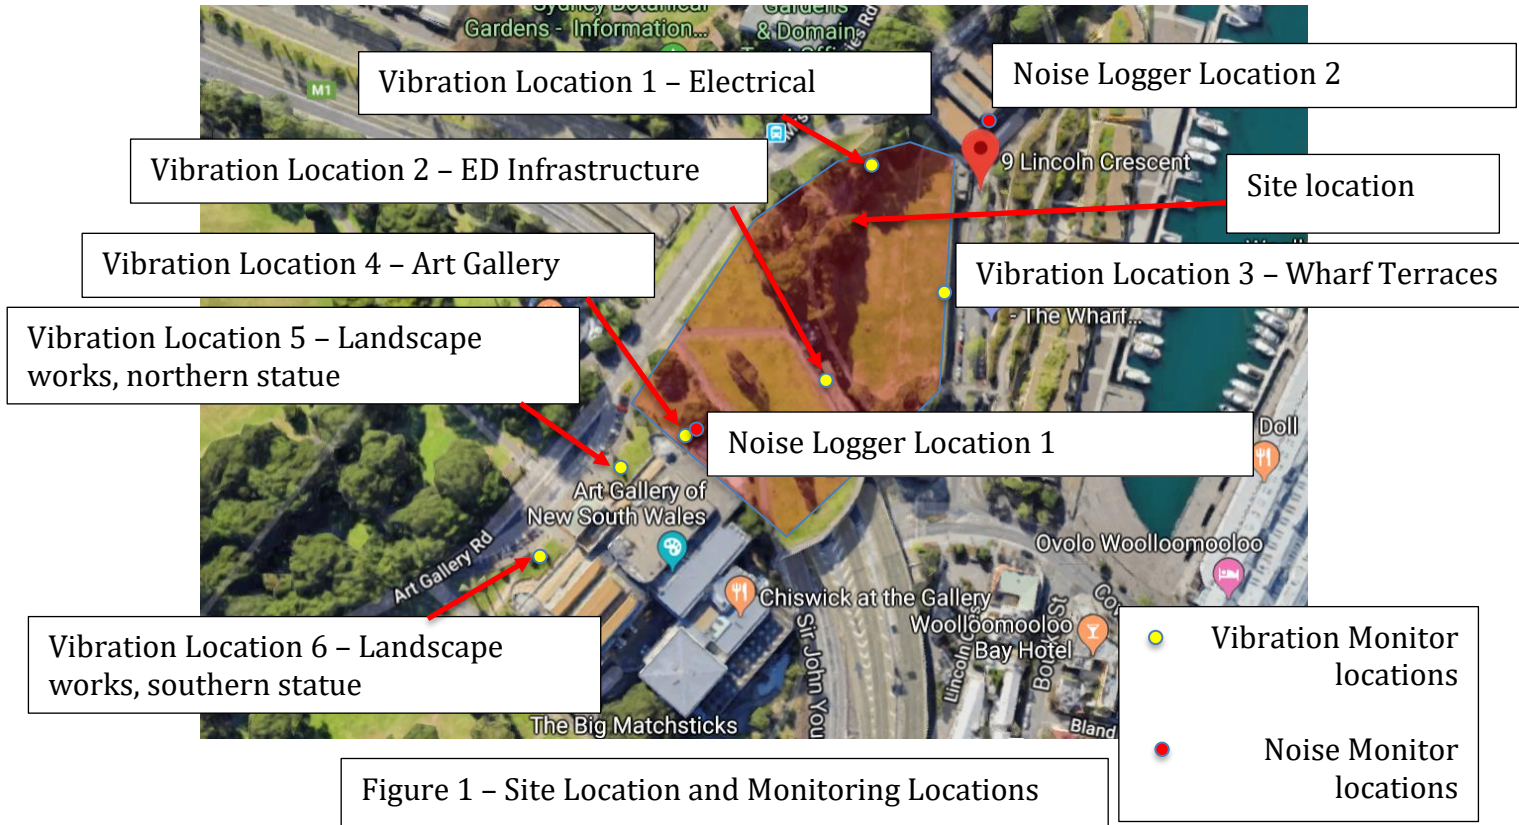 Sydney Botanical
Gardens - Information...
Gardens
& Domain
M1
Vibration Location 1 – Electrical
Noise Logger Location 2
Vibration Location 2 – ED Infrastructure
9 Lincoln Crescent
Site location
Vibration Location 4 – Art Gallery
Vibration Location 3 – Wharf Terraces
- The Wharf...
Vibration Location 5 – Landscape
works, northern statue
Noise Logger Location 1
Doll
Art Gallery of
New South Wales
Art Gallery Rd
Ovolo Woolloomooloo
Chiswick at the Gallery
Woolloomooloo
Bay Hotel
Sir John You
Bland
Vibration Location 6 – Landscape
works, southern statue
The Big Matchsticks
Vibration Monitor
locations
Noise Monitor
locations
Figure 1 – Site Location and Monitoring Locations